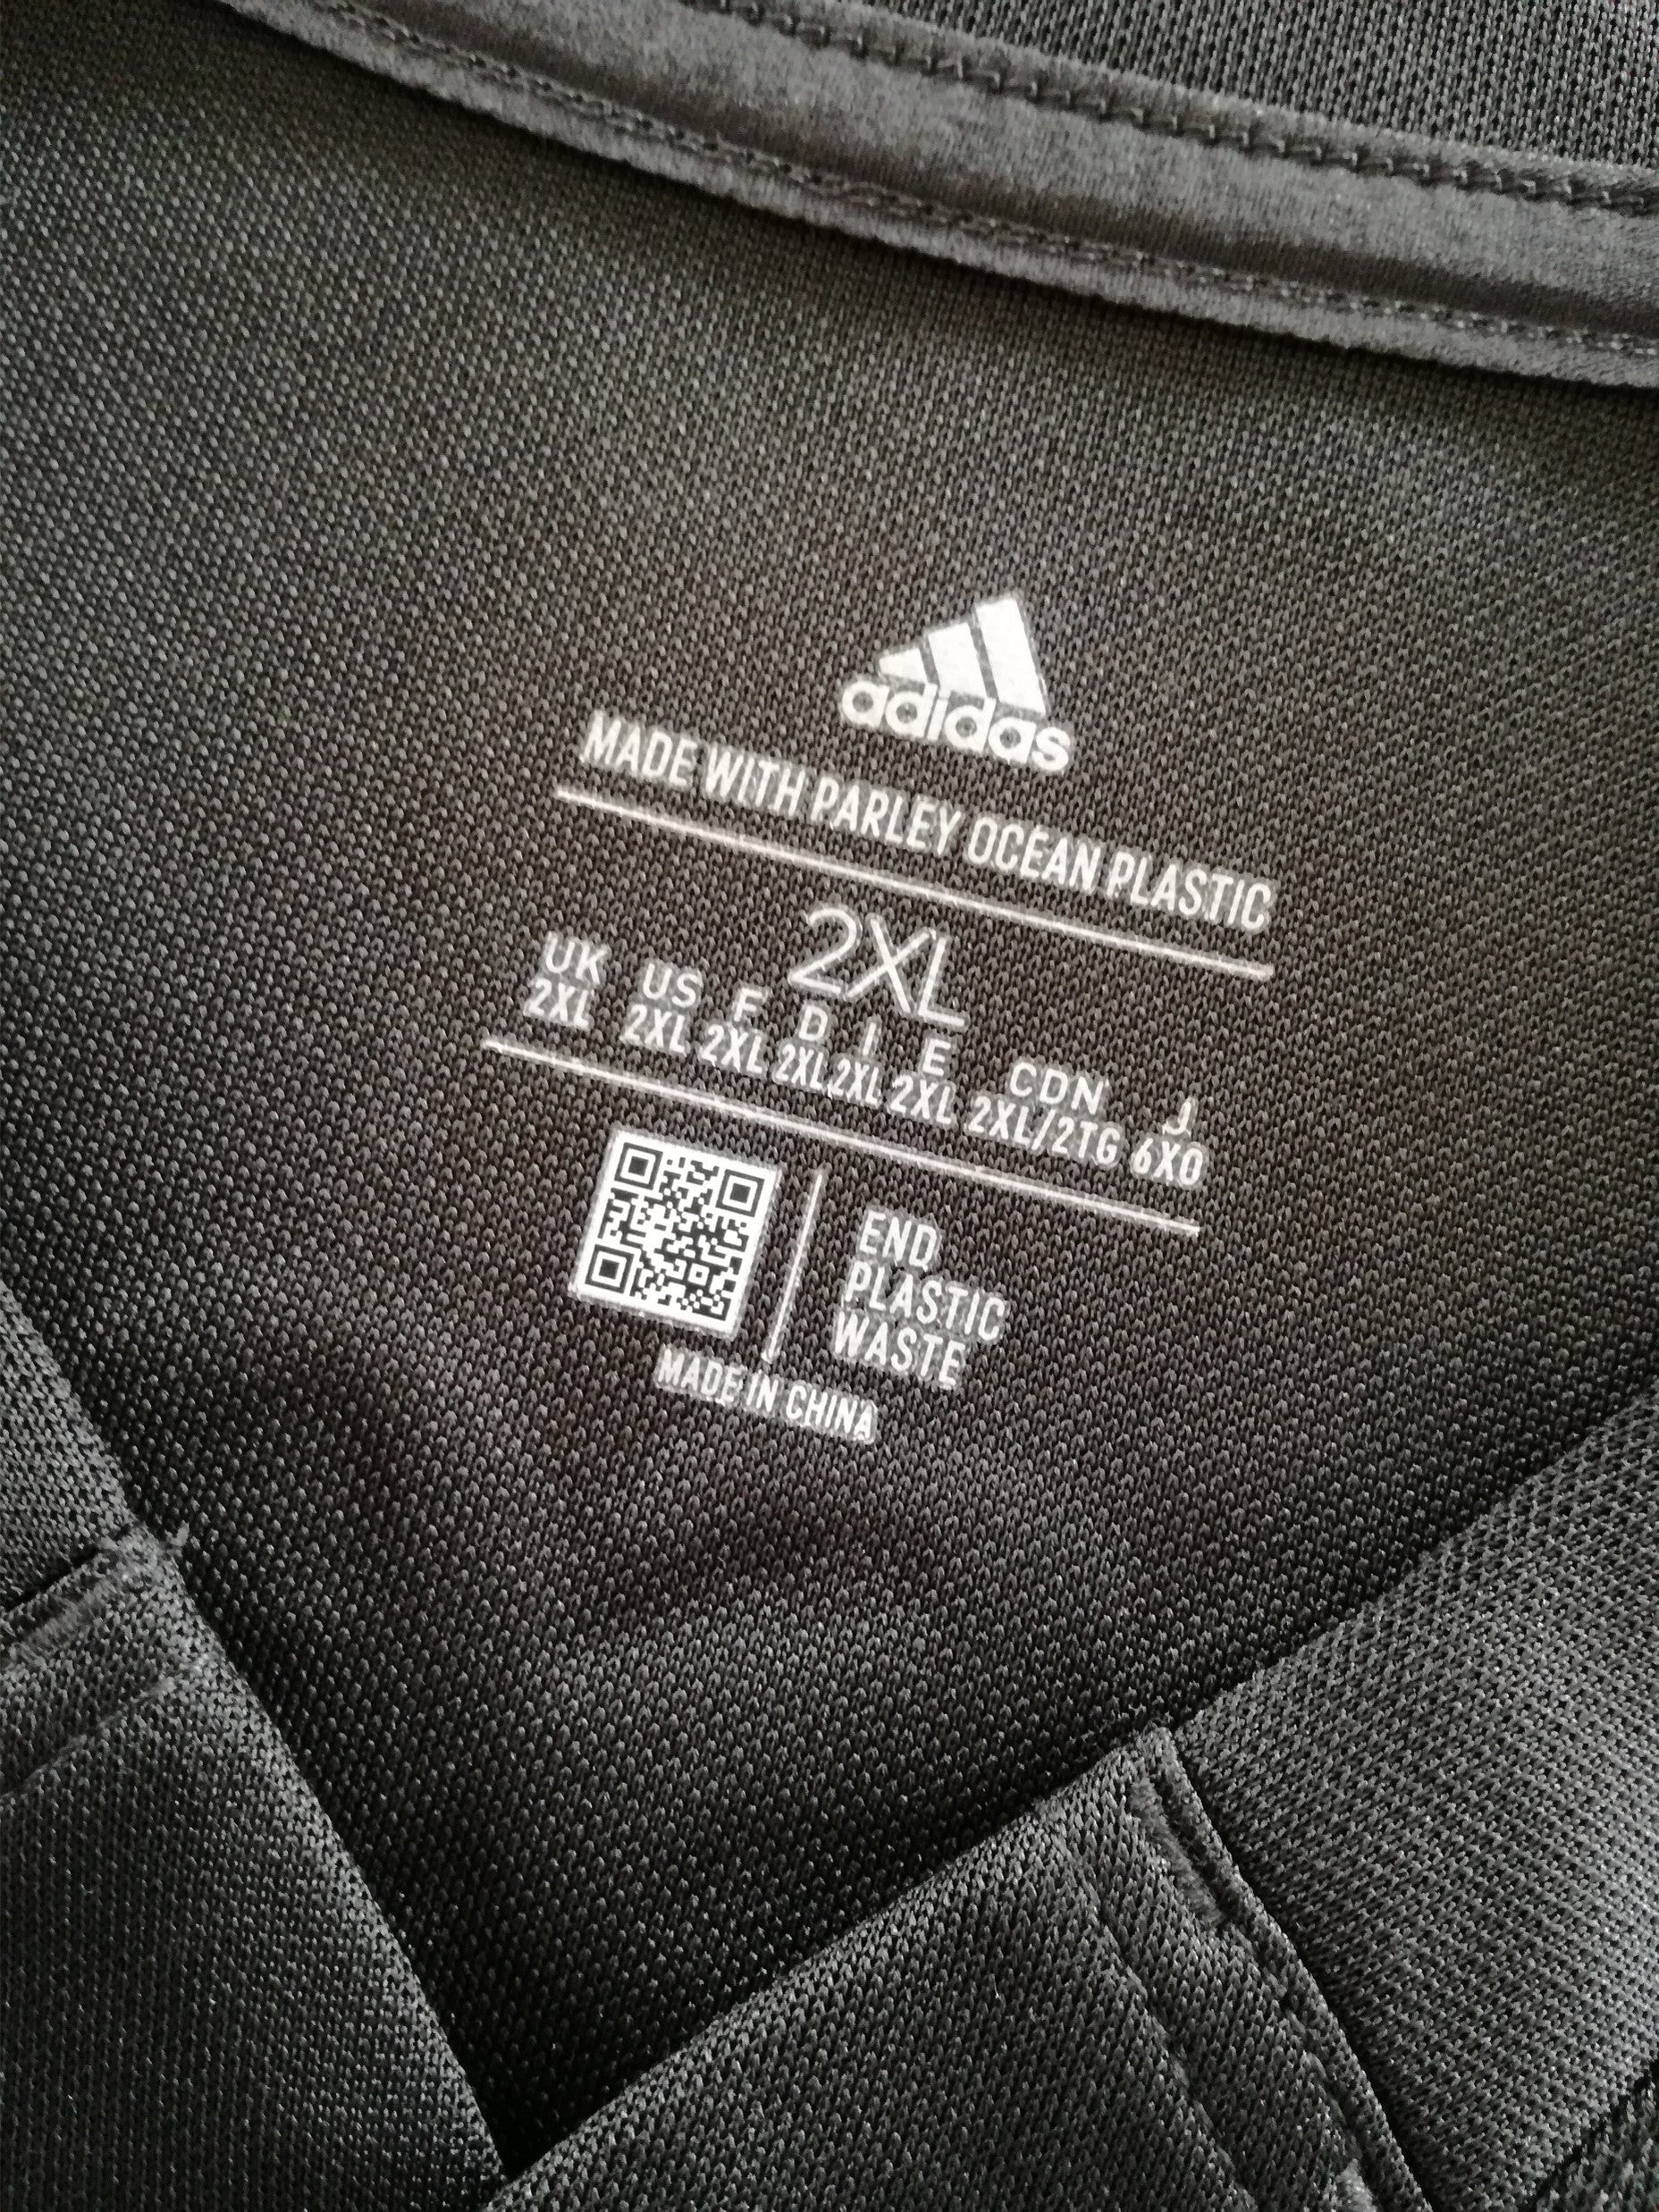 adidas
MADE WITH PARLEY OCEAN PLASTIC
2XL
UK US F D I E CDN J
2XL 2XL 2XL 2XL 2XL 2XL 2XL/2TG 6XO
END
PLASTIC
WASTE
MADE IN CHINA